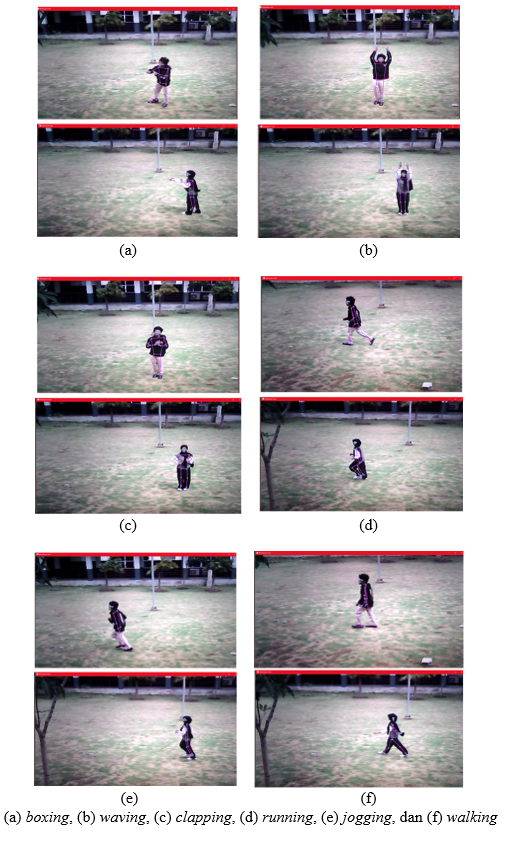 (a)
(b)
(c)
(d)
(e)
(f)
(a) boxing, (b) waving, (c) clapping, (d) running, (e) jogging, dan (f) walking